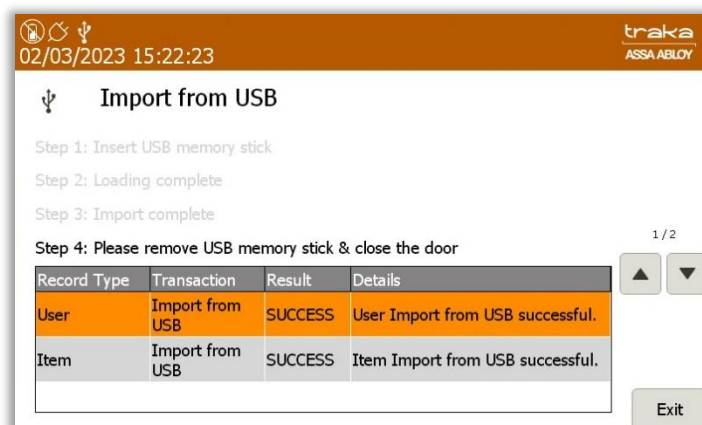 traka
02/03/2023 15:22:23
ASSA ABLOY
Import from USB
Step 1: Insert USB memory stick
Step 2: Loading complete
Step 3: Import complete
1/2
Step 4: Please remove USB memory stick & close the door
Record Type Transaction Result Details
User Import from USB SUCCESS User Import from USB successful.
Item Import from USB SUCCESS Item Import from USB successful.
Exit